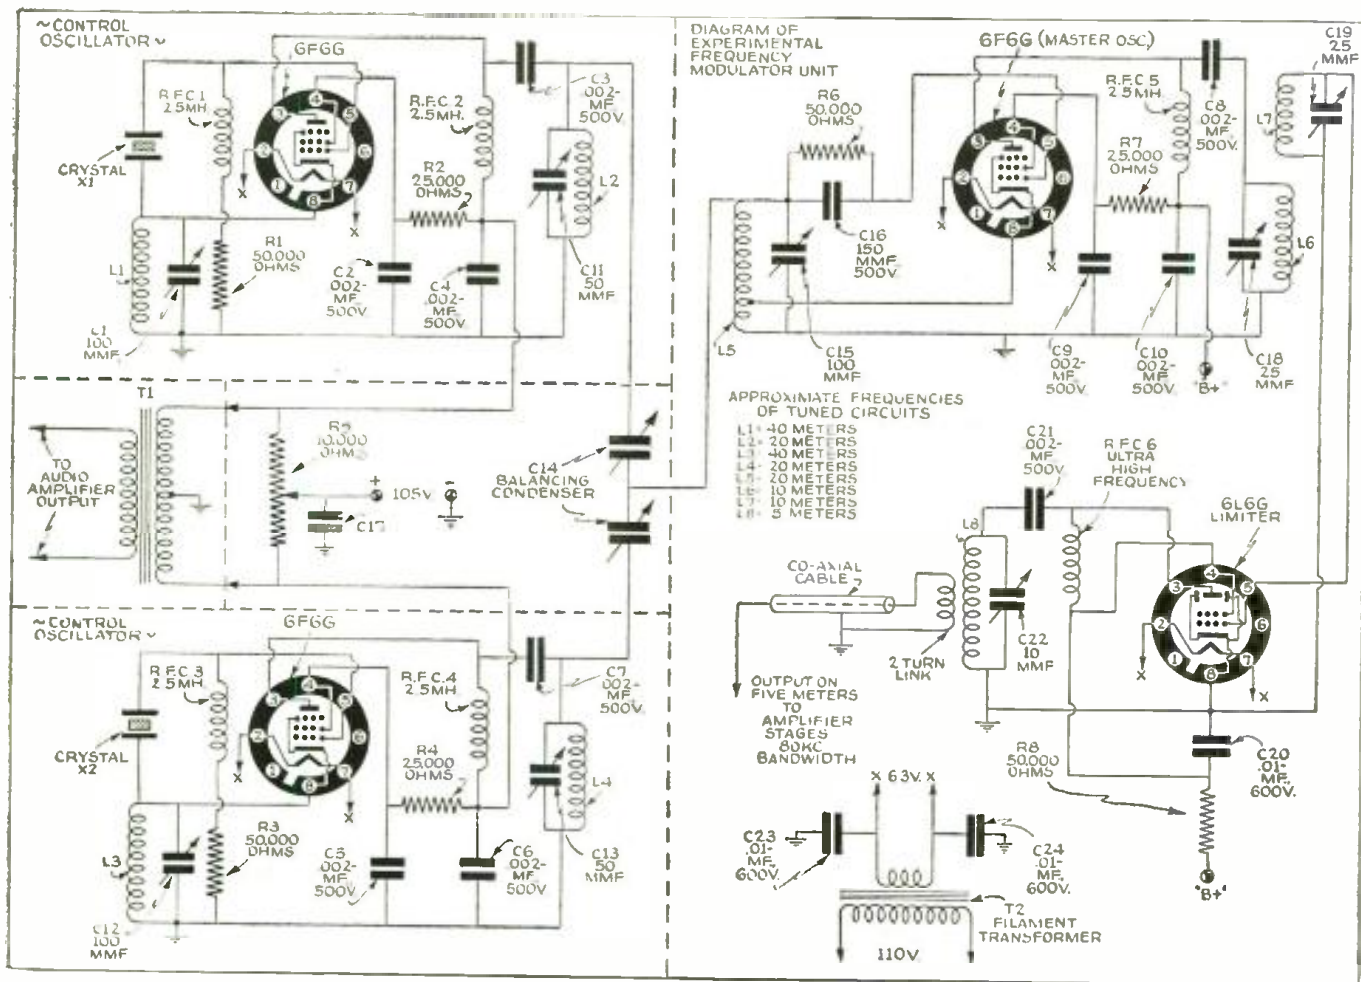 ~CONTROL
OSCILLATOR~
6F6G
R.F.C.1
2.5MH.
CRYSTAL
X1
R.F.C.2
2.5MH.
R2
25,000
OHMS
C3
.002-
MF.
500V.
L2
L1
R1
50,000
OHMS
C2
.002-
MF.
500V.
C4
.002-
MF.
500V.
C11
50
MMF
100
MMF.
T1
TO
AUDIO
AMPLIFIER
OUTPUT
10,000
OHMS
+
105V.
-
C17
C14
BALANCING
CONDENSER
~CONTROL
OSCILLATOR~
6F6G
R.F.C.3
2.5MH.
CRYSTAL
X2
R.F.C.4
2.5MH.
R4
25,000
OHMS
C7
.002-
MF.
500V.
L4
L3
R3
50,000
OHMS
C5
.002-
MF.
500V.
C6
.002-
MF.
500V.
C13
50
MMF
C12
100
MMF
DIAGRAM OF
EXPERIMENTAL
FREQUENCY
MODULATOR UNIT
6F6G (MASTER OSC.)
R6
50,000
OHMS
R.F.C.5
2.5MH.
R7
25,000
OHMS
C8
.002-
MF.
500V.
C19
25
MMF
L7
L6
C16
150
MMF.
500V.
L5
C15
100
MMF
C9
.002-
MF.
500V.
C10
.002-
MF.
500V.
"B+"
C18
25
MMF
APPROXIMATE FREQUENCIES
OF TUNED CIRCUITS
L1- 40 METERS
L2- 20 METERS
L3- 40 METERS
L4- 20 METERS
L5- 20 METERS
L6- 10 METERS
L7- 10 METERS
L8- 5 METERS
C21
.002-
MF.
500V.
R.F.C.6
ULTRA
HIGH
FREQUENCY
6L6G
LIMITER
L8
CO-AXIAL
CABLE
2 TURN
LINK
C22
10
MMF
OUTPUT ON
FIVE METERS
TO
AMPLIFIER
STAGES
80KC
BANDWIDTH
R8
50,000
OHMS
C20
.01-
MF.
600V.
"B+"
X 6.3V. X
C23
.01-
MF.
600V.
C24
.01-
MF.
600V.
T2
FILAMENT
TRANSFORMER
110V.